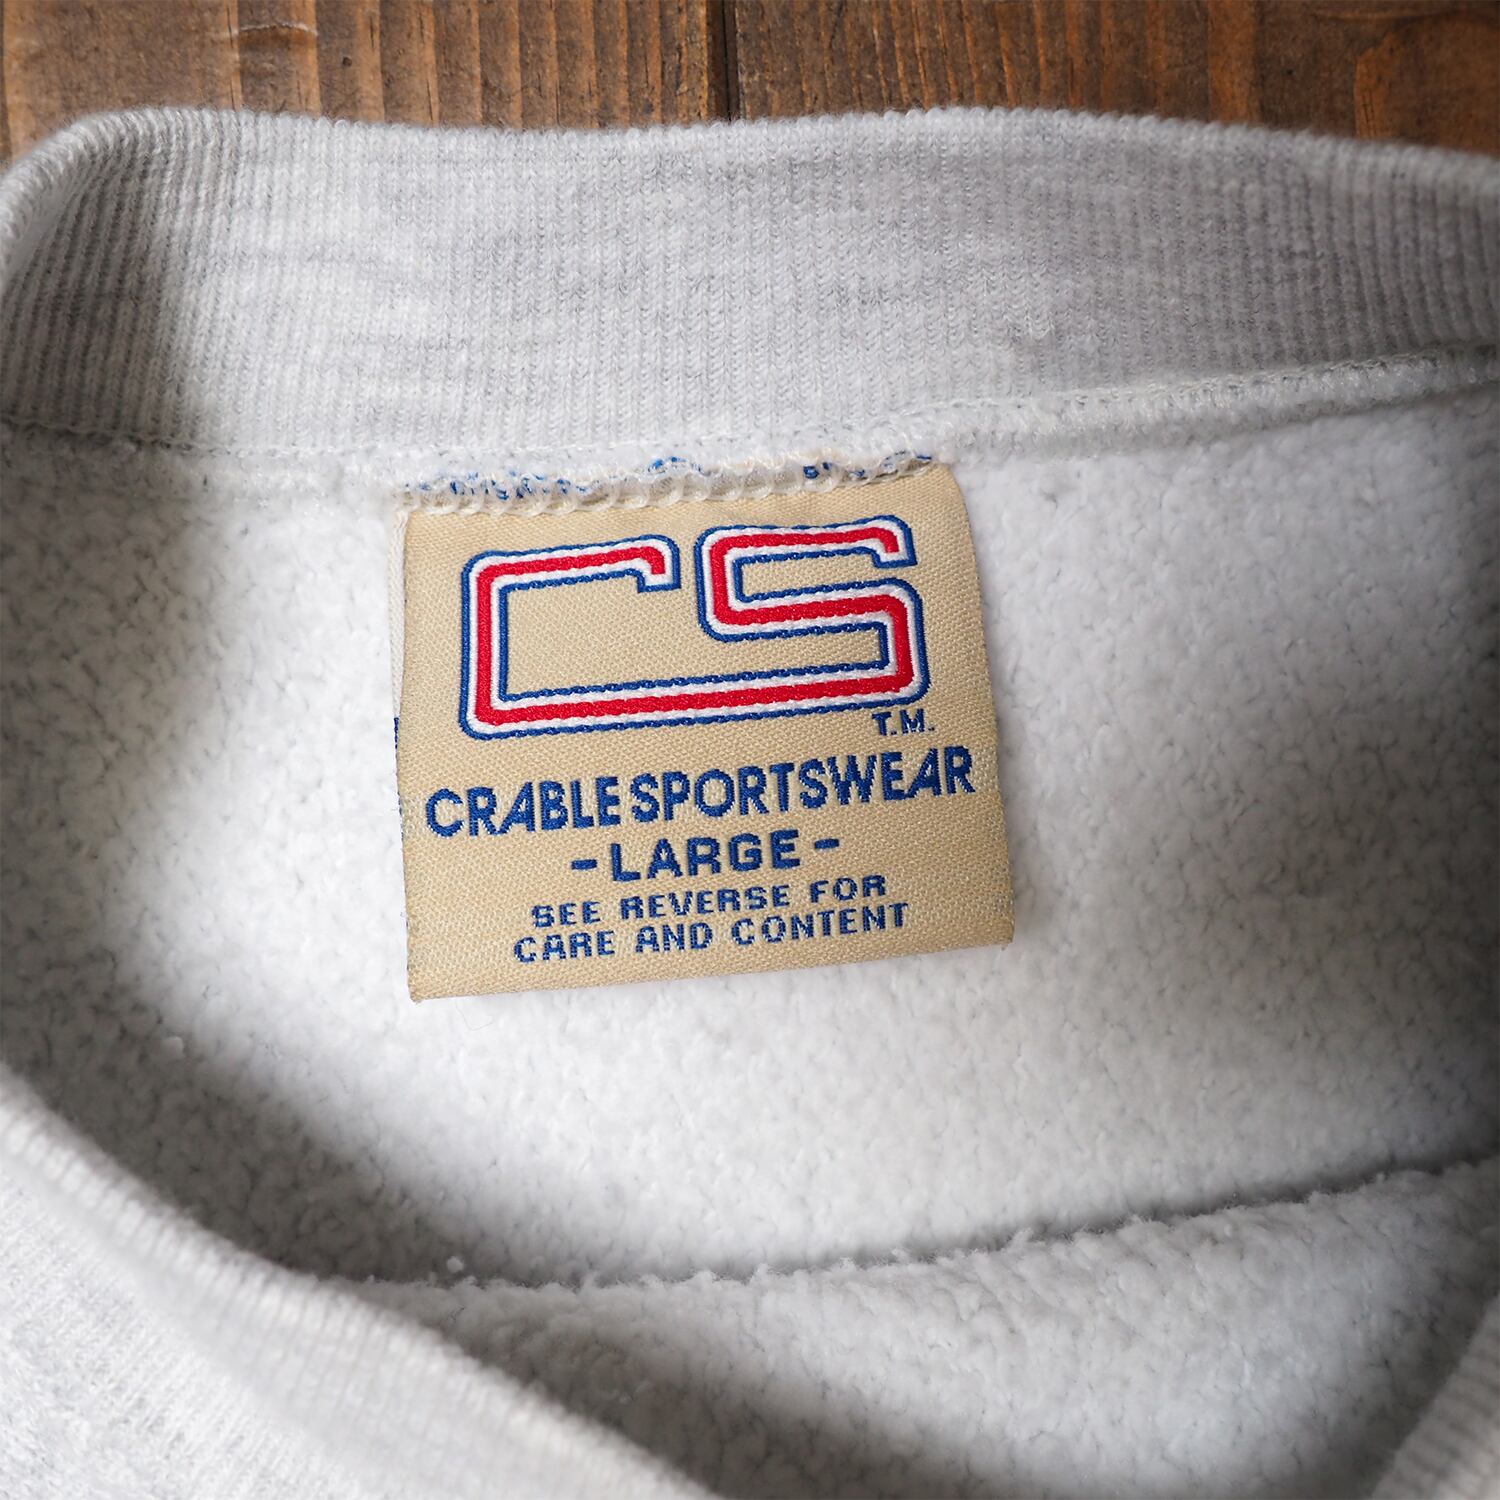 CS
T.M.
CRABLE SPORTSWEAR
- LARGE -
SEE REVERSE FOR
CARE AND CONTENT